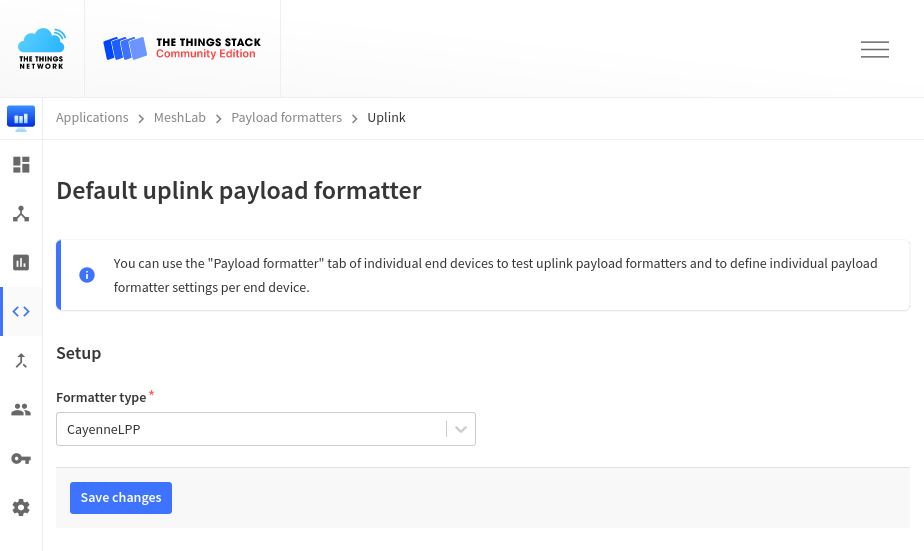 THE THINGS
NETWORK
THE THINGS STACK
Community Edition
Applications > MeshLab > Payload formatters > Uplink
Default uplink payload formatter
You can use the "Payload formatter" tab of individual end devices to test uplink payload formatters and to define individual payload
formatter settings per end device.
Setup
Formatter type *
CayenneLPP
Save changes